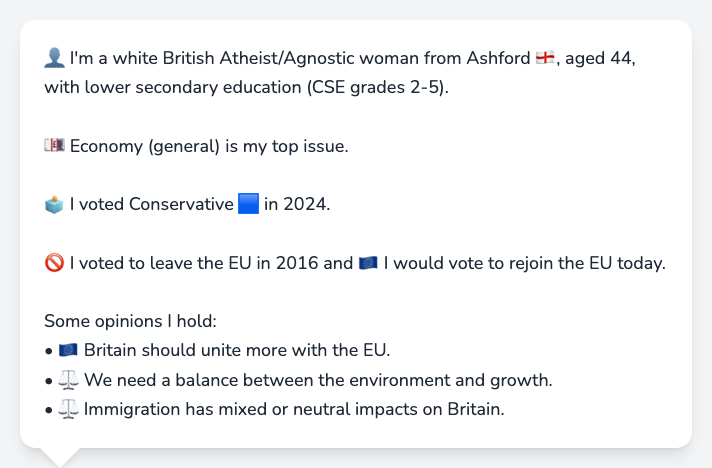 👤 I'm a white British Atheist/Agnostic woman from Ashford 🏴󠁧󠁢󠁥󠁮󠁧󠁿, aged 44,
with lower secondary education (CSE grades 2-5).
💷 Economy (general) is my top issue.
🗳️ I voted Conservative 🟦 in 2024.
🚫 I voted to leave the EU in 2016 and 🇪🇺 I would vote to rejoin the EU today.
Some opinions I hold:
• 🇪🇺 Britain should unite more with the EU.
• ⚖️ We need a balance between the environment and growth.
• ⚖️ Immigration has mixed or neutral impacts on Britain.